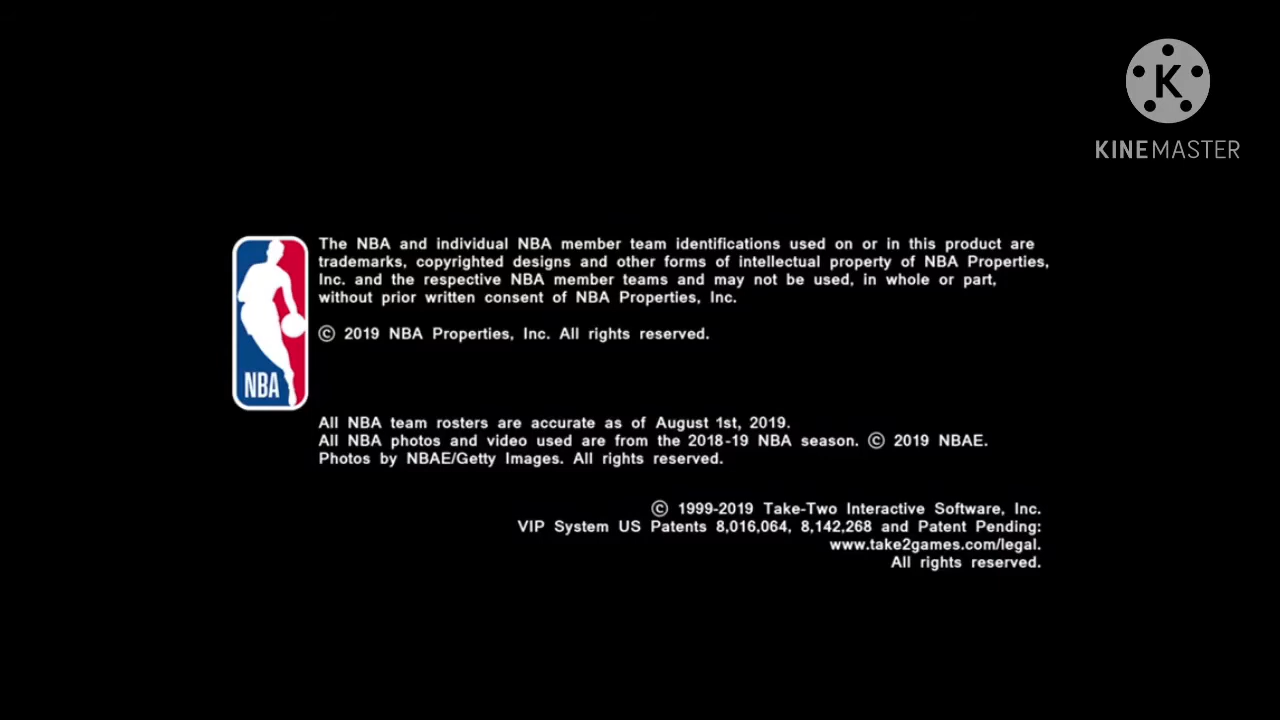 K
KINEMASTER
The NBA and individual NBA member team identifications used on or in this product are
trademarks, copyrighted designs and other forms of intellectual property of NBA Properties,
Inc. and the respective NBA member teams and may not be used, in whole or part,
without prior written consent of NBA Properties, Inc.
© 2019 NBA Properties, Inc. All rights reserved.
NBA
All NBA team rosters are accurate as of August 1st, 2019.
All NBA photos and video used are from the 2018-19 NBA season. © 2019 NBAE.
Photos by NBAE/Getty Images. All rights reserved.
© 1999-2019 Take-Two Interactive Software, Inc.
VIP System US Patents 8,016,064, 8,142,268 and Patent Pending:
www.take2games.com/legal.
All rights reserved.